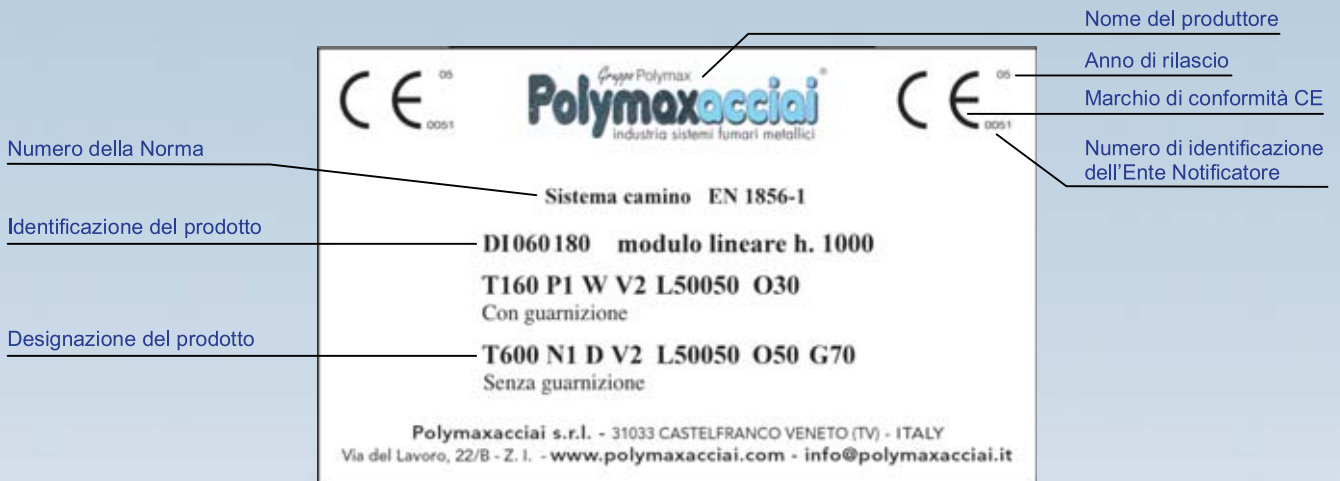 Nome del produttore
Anno di rilascio
Marchio di conformità CE
Numero di identificazione
dell'Ente Notificatore
Numero della Norma
Identificazione del prodotto
Designazione del prodotto
CE 05
0051
Gruppo Polymax
Polymaxacciai®
industria sistemi fumari metallici
CE 05
0051
Sistema camino EN 1856-1
DI060180 modulo lineare h. 1000
T160 P1 W V2 L50050 O30
Con guarnizione
T600 N1 D V2 L50050 O50 G70
Senza guarnizione
Polymaxacciai s.r.l. - 31033 CASTELFRANCO VENETO (TV) - ITALY
Via del Lavoro, 22/B - Z. I. - www.polymaxacciai.com - info@polymaxacciai.it